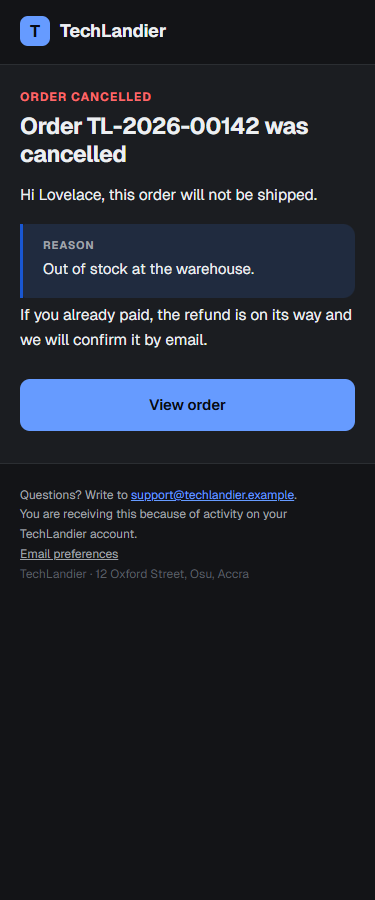 T TechLandier
ORDER CANCELLED
Order TL-2026-00142 was
cancelled
Hi Lovelace, this order will not be shipped.
REASON
Out of stock at the warehouse.
If you already paid, the refund is on its way and
we will confirm it by email.
View order
Questions? Write to support@techlandier.example.
You are receiving this because of activity on your
TechLandier account.
Email preferences
TechLandier · 12 Oxford Street, Osu, Accra